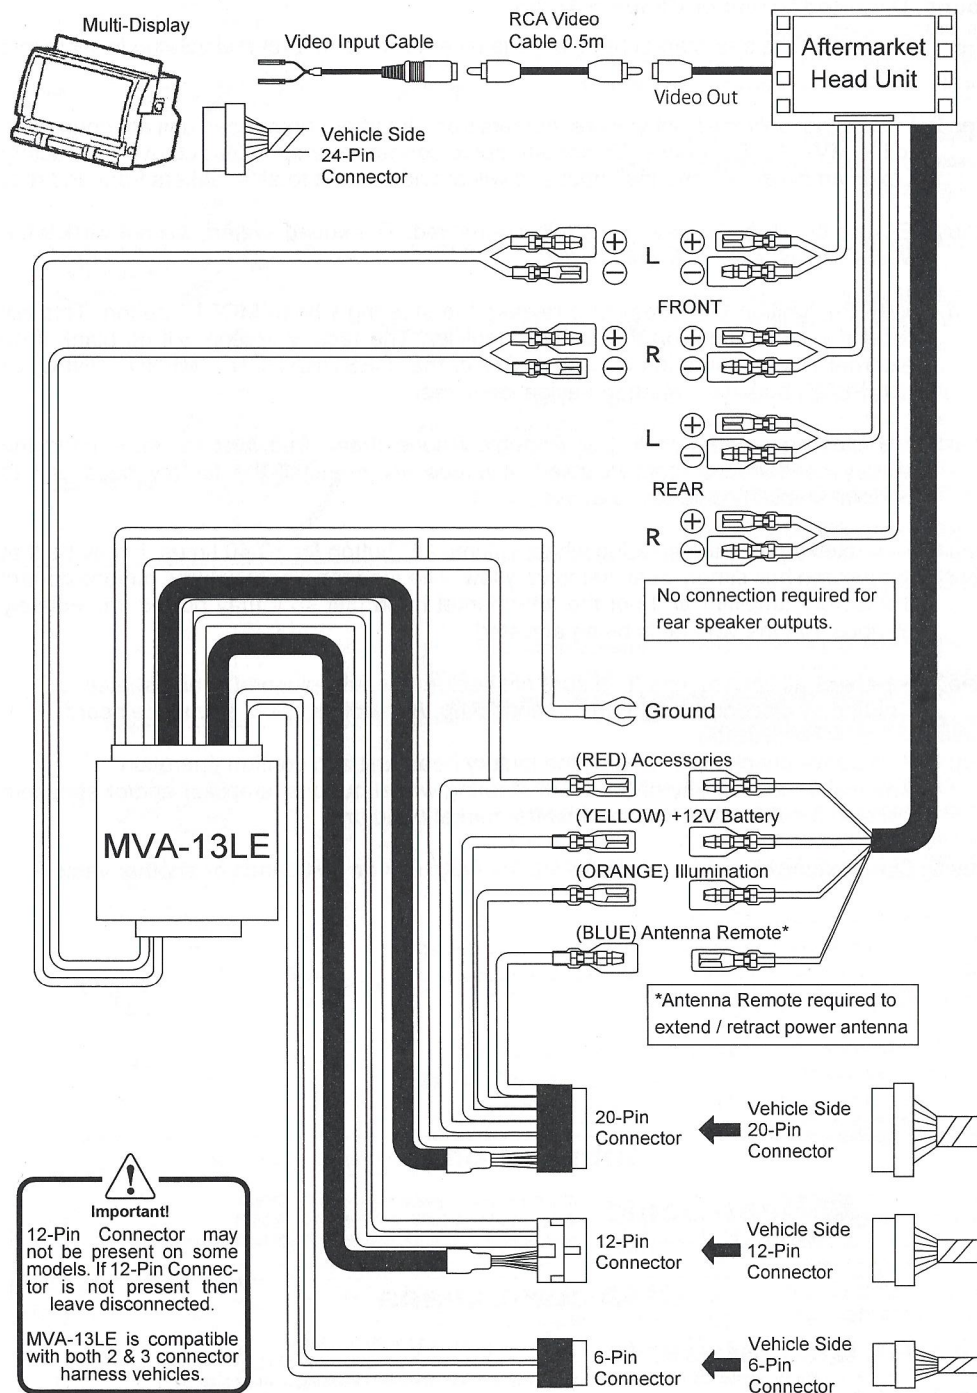 Multi-Display
Video Input Cable
RCA Video
Cable 0.5m
Video Out
Aftermarket
Head Unit
Vehicle Side
24-Pin
Connector
+ L +
- -
FRONT
+ R +
- -
L +
-
REAR
R +
-
No connection required for
rear speaker outputs.
Ground
(RED) Accessories
(YELLOW) +12V Battery
(ORANGE) Illumination
(BLUE) Antenna Remote*
*Antenna Remote required to
extend / retract power antenna
MVA-13LE
20-Pin
Connector
Vehicle Side
20-Pin
Connector
12-Pin
Connector
Vehicle Side
12-Pin
Connector
6-Pin
Connector
Vehicle Side
6-Pin
Connector
!
Important!
12-Pin Connector may
not be present on some
models. If 12-Pin Connec-
tor is not present then
leave disconnected.
MVA-13LE is compatible
with both 2 & 3 connector
harness vehicles.